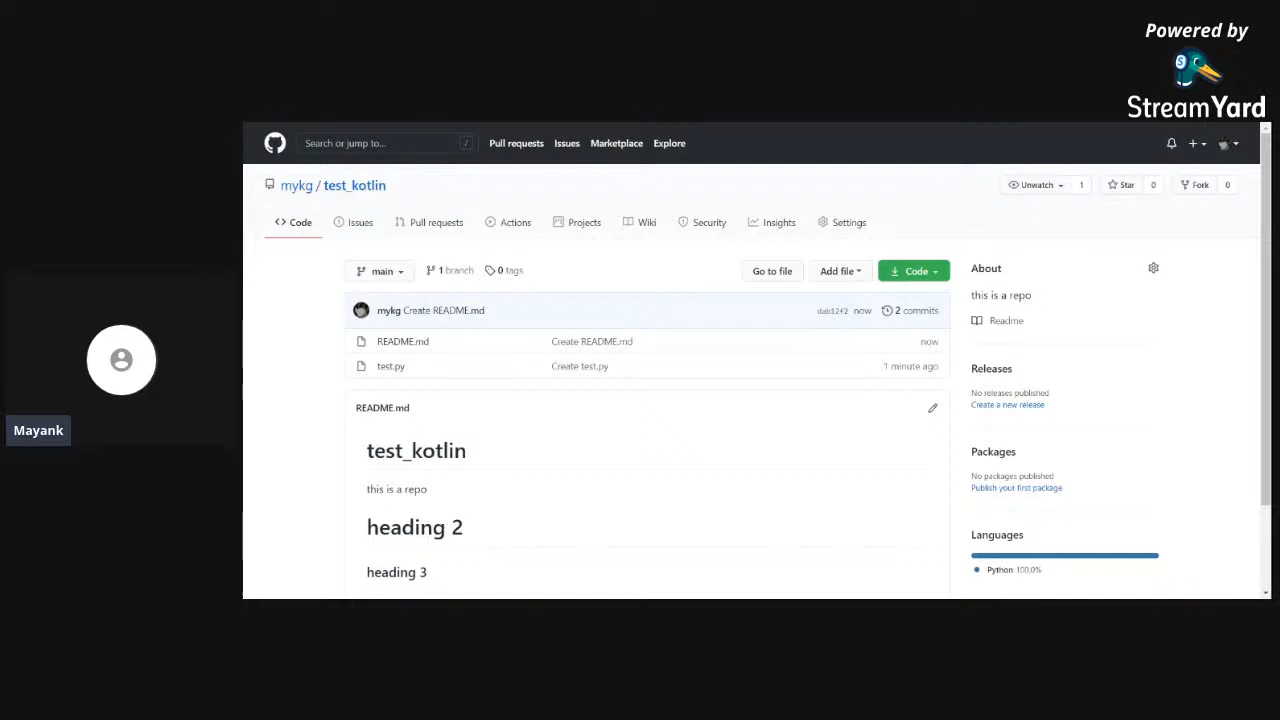 Powered by
StreamYard
Search or jump to... /
Pull requests Issues Marketplace Explore
mykg / test_kotlin
Unwatch 1 Star 0 Fork 0
Code Issues Pull requests Actions Projects Wiki Security Insights Settings
main 1 branch 0 tags
Go to file Add file Code
mykg Create README.md dab12f2 now 2 commits
README.md Create README.md now
test.py Create test.py 1 minute ago
README.md
test_kotlin
this is a repo
heading 2
heading 3
About
this is a repo
Readme
Releases
No releases published
Create a new release
Packages
No packages published
Publish your first package
Languages
Python 100.0%
Mayank